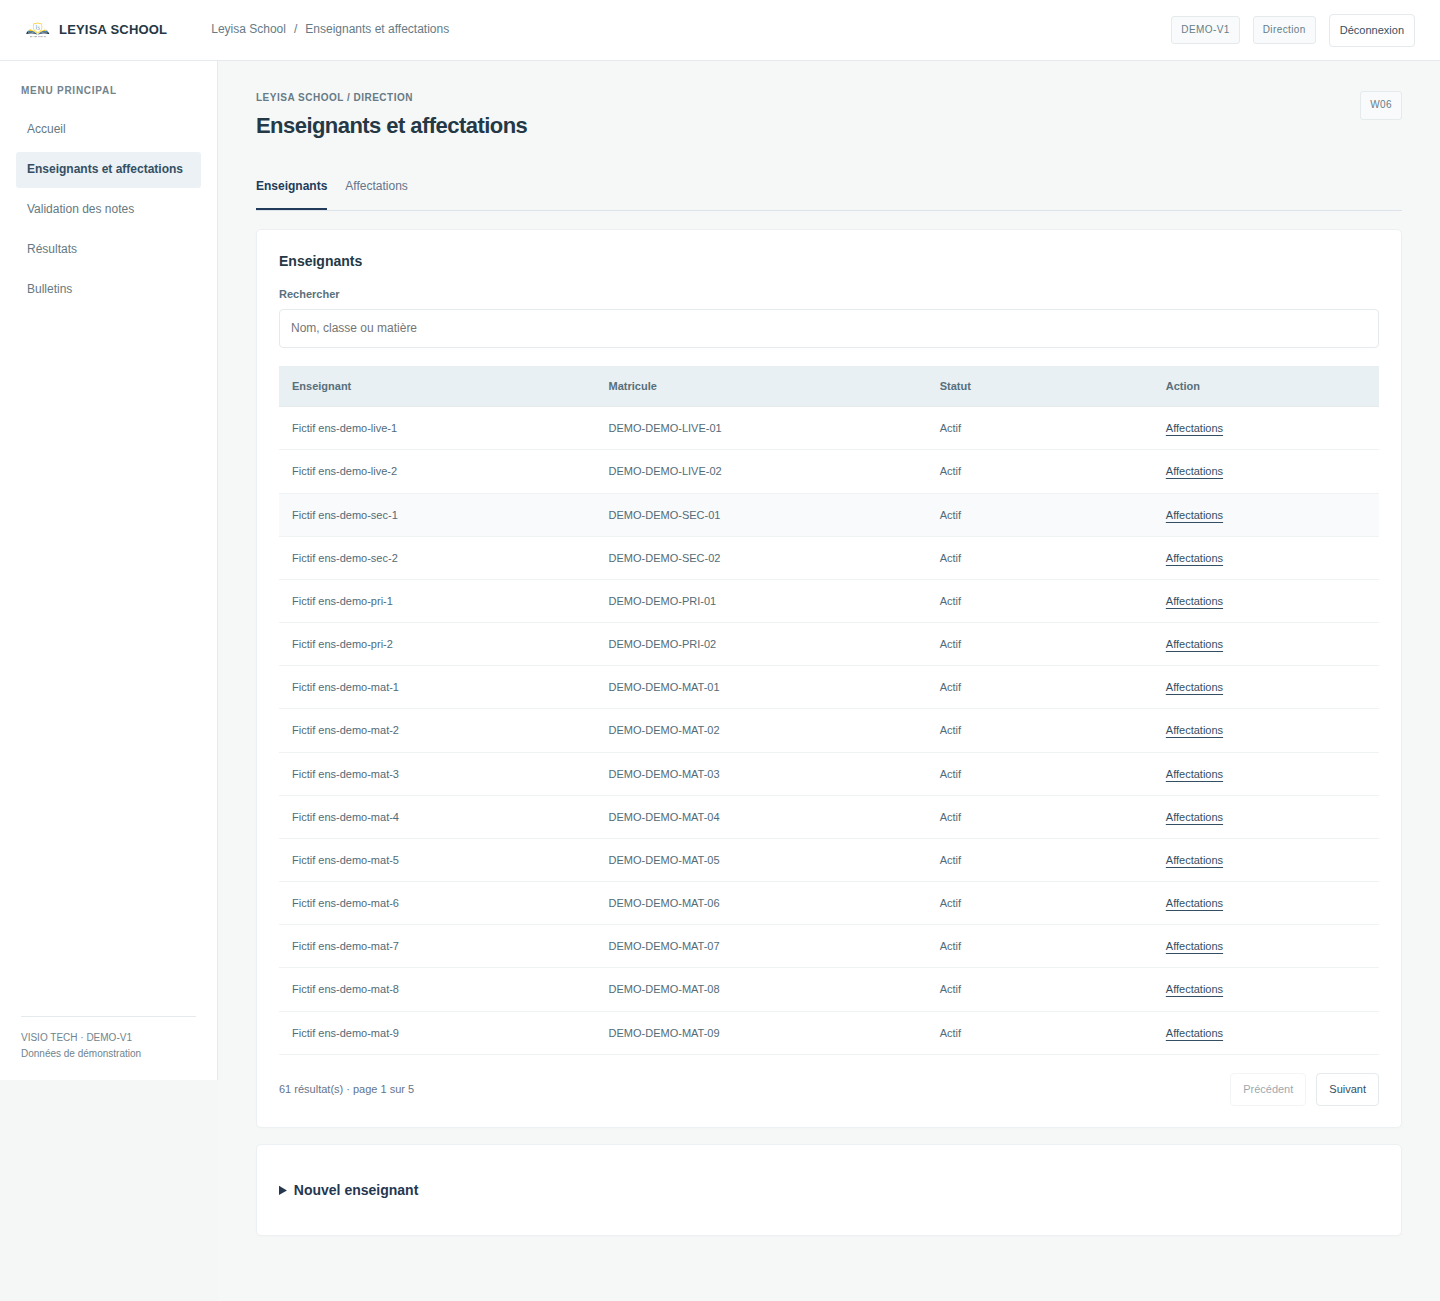 LEYISA SCHOOL
Leyisa School / Enseignants et affectations
DEMO-V1
Direction
Déconnexion
MENU PRINCIPAL
Accueil
Enseignants et affectations
Validation des notes
Résultats
Bulletins
VISIO TECH · DEMO-V1
Données de démonstration
LEYISA SCHOOL / DIRECTION
W06
Enseignants et affectations
Enseignants Affectations
Enseignants
Rechercher
Nom, classe ou matière
Enseignant Matricule Statut Action
Fictif ens-demo-live-1 DEMO-DEMO-LIVE-01 Actif Affectations
Fictif ens-demo-live-2 DEMO-DEMO-LIVE-02 Actif Affectations
Fictif ens-demo-sec-1 DEMO-DEMO-SEC-01 Actif Affectations
Fictif ens-demo-sec-2 DEMO-DEMO-SEC-02 Actif Affectations
Fictif ens-demo-pri-1 DEMO-DEMO-PRI-01 Actif Affectations
Fictif ens-demo-pri-2 DEMO-DEMO-PRI-02 Actif Affectations
Fictif ens-demo-mat-1 DEMO-DEMO-MAT-01 Actif Affectations
Fictif ens-demo-mat-2 DEMO-DEMO-MAT-02 Actif Affectations
Fictif ens-demo-mat-3 DEMO-DEMO-MAT-03 Actif Affectations
Fictif ens-demo-mat-4 DEMO-DEMO-MAT-04 Actif Affectations
Fictif ens-demo-mat-5 DEMO-DEMO-MAT-05 Actif Affectations
Fictif ens-demo-mat-6 DEMO-DEMO-MAT-06 Actif Affectations
Fictif ens-demo-mat-7 DEMO-DEMO-MAT-07 Actif Affectations
Fictif ens-demo-mat-8 DEMO-DEMO-MAT-08 Actif Affectations
Fictif ens-demo-mat-9 DEMO-DEMO-MAT-09 Actif Affectations
61 résultat(s) · page 1 sur 5
Précédent
Suivant
Nouvel enseignant